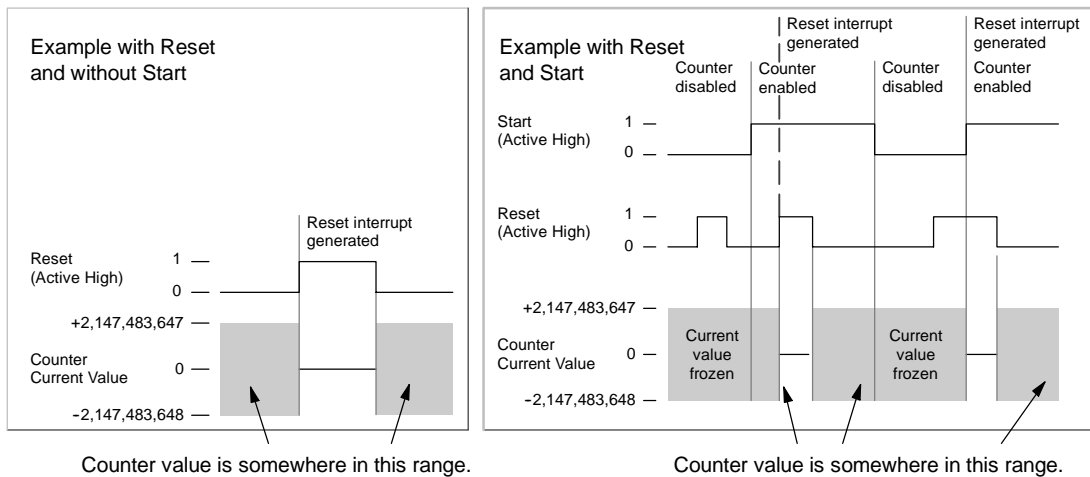 Example with Reset
and without Start
Reset interrupt
generated
Reset
(Active High)
1
0
+2,147,483,647
Counter
Current Value
0
-2,147,483,648
Counter value is somewhere in this range.
Example with Reset
and Start
Reset interrupt
generated
Reset interrupt
generated
Counter
disabled
Counter
enabled
Counter
disabled
Counter
enabled
Start
(Active High)
1
0
Reset
(Active High)
1
0
+2,147,483,647
Counter
Current Value
0
-2,147,483,648
Current
value
frozen
Current
value
frozen
Counter value is somewhere in this range.